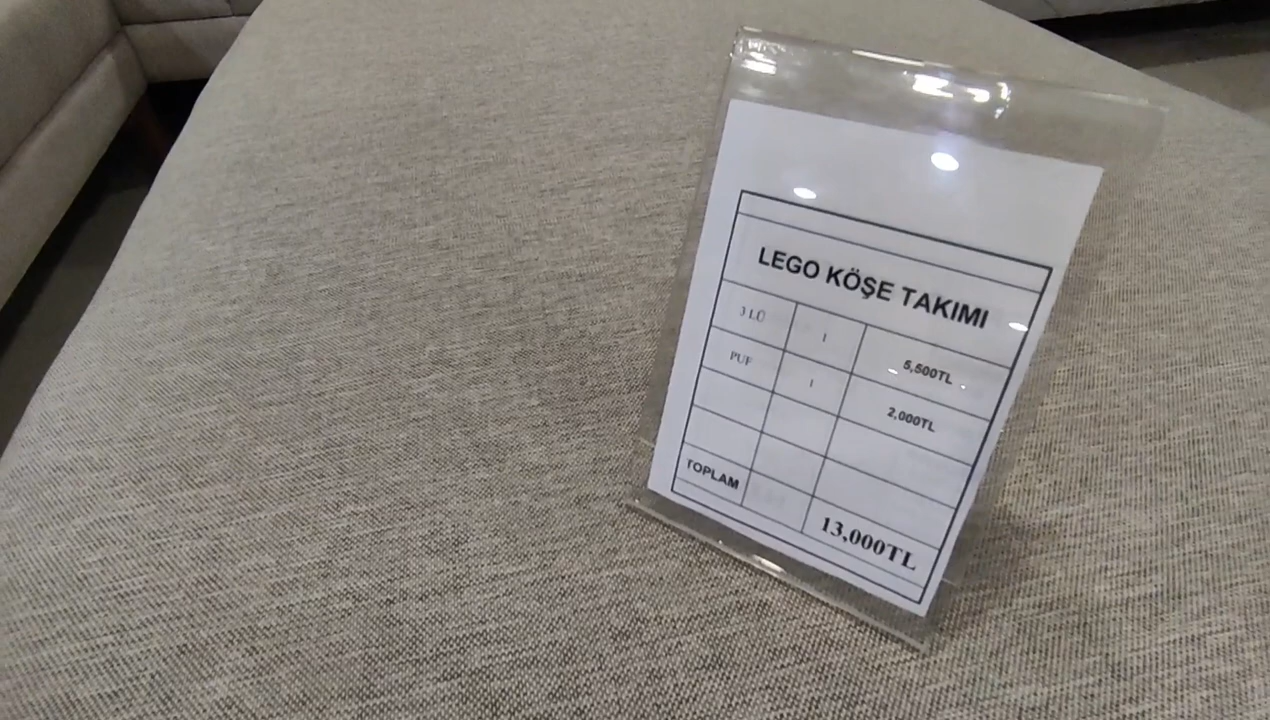 LEGO KÖŞE TAKIMI
3 LÜ 1 5,500TL
PUF 1 2,000TL
TOPLAM 13,000TL